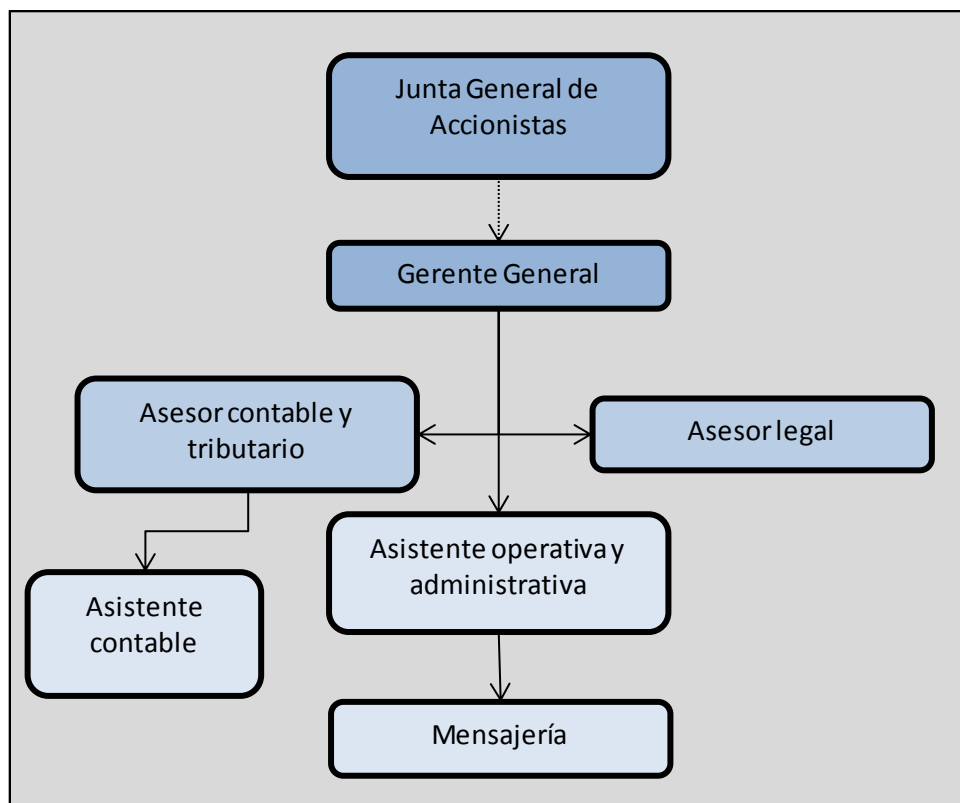 Junta General de
Accionistas
Gerente General
Asesor contable y
tributario
Asesor legal
Asistente operativa y
administrativa
Asistente
contable
Mensajería